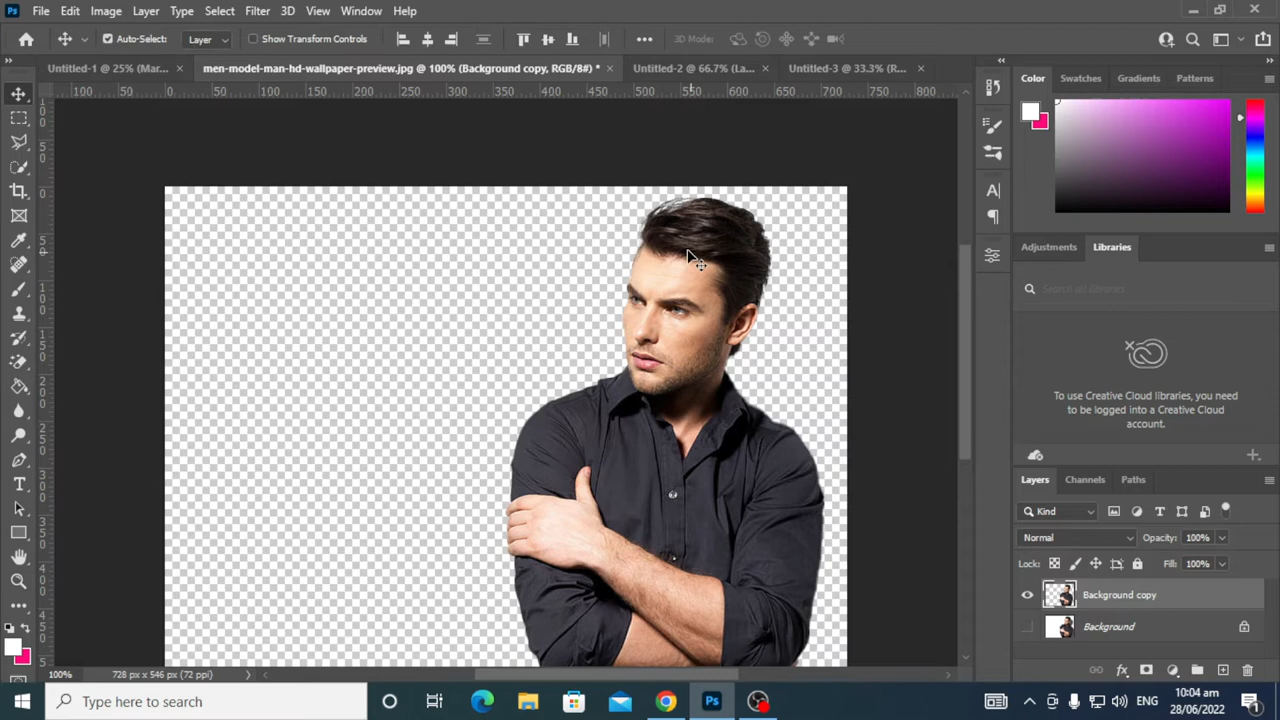 Ps File Edit Image Layer Type Select Filter 3D View Window Help
Auto-Select: Layer Show Transform Controls 3D Mode:
Untitled-1 @ 25% (Mar... × men-model-man-hd-wallpaper-preview.jpg @ 100% (Background copy, RGB/8#) * × Untitled-2 @ 66.7% (La... × Untitled-3 @ 33.3% (R... ×
100 50 0 50 100 150 200 250 300 350 400 450 500 550 600 650 700 750 800
Color Swatches Gradients Patterns
Adjustments Libraries
Search all libraries
To use Creative Cloud libraries, you need
to be logged into a Creative Cloud
account.
Layers Channels Paths
Kind
Normal Opacity: 100%
Lock: Fill: 100%
Background copy
Background
100% 728 px x 546 px (72 ppi)
Type here to search
Ps
ENG
10:04 am
28/06/2022
1